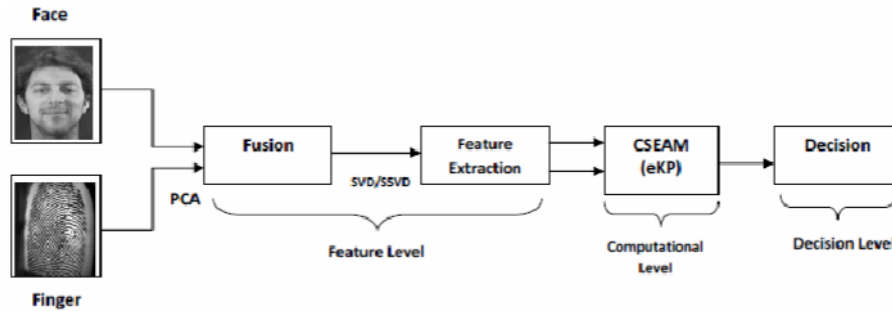 Face
Fusion
Feature
Extraction
CSEAM
(eKP)
Decision
PCA
SVD/SSVD
Feature Level
Computational
Level
Decision Level
Finger